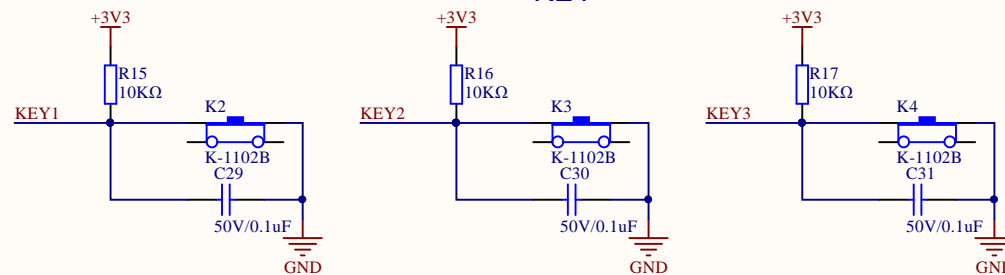 +3V3
R15
10KΩ
KEY1
K2
K-1102B
C29
50V/0.1uF
GND
+3V3
R16
10KΩ
KEY2
K3
K-1102B
C30
50V/0.1uF
GND
+3V3
R17
10KΩ
KEY3
K4
K-1102B
C31
50V/0.1uF